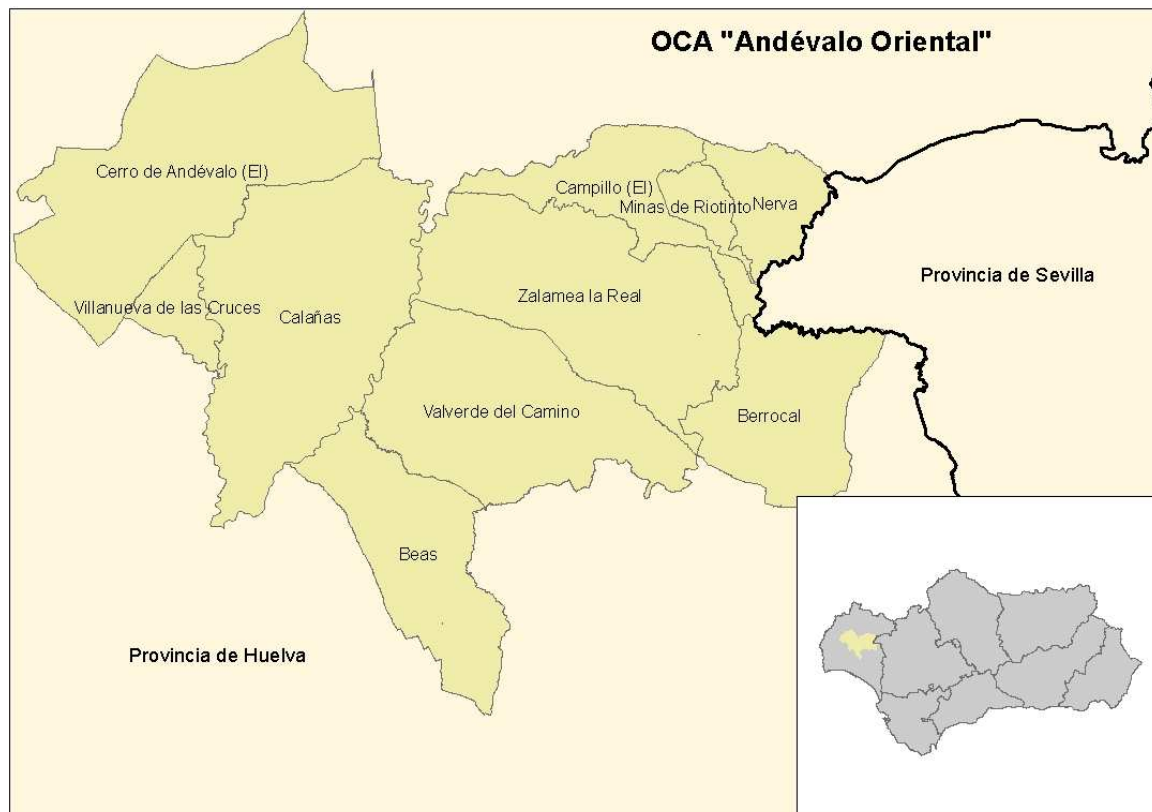 OCA "Andévalo Oriental"
Cerro de Andévalo (El)
Campillo (El)
Minas de Riotinto
Nerva
Provincia de Sevilla
Villanueva de las Cruces
Calañas
Zalamea la Real
Valverde del Camino
Berrocal
Beas
Provincia de Huelva